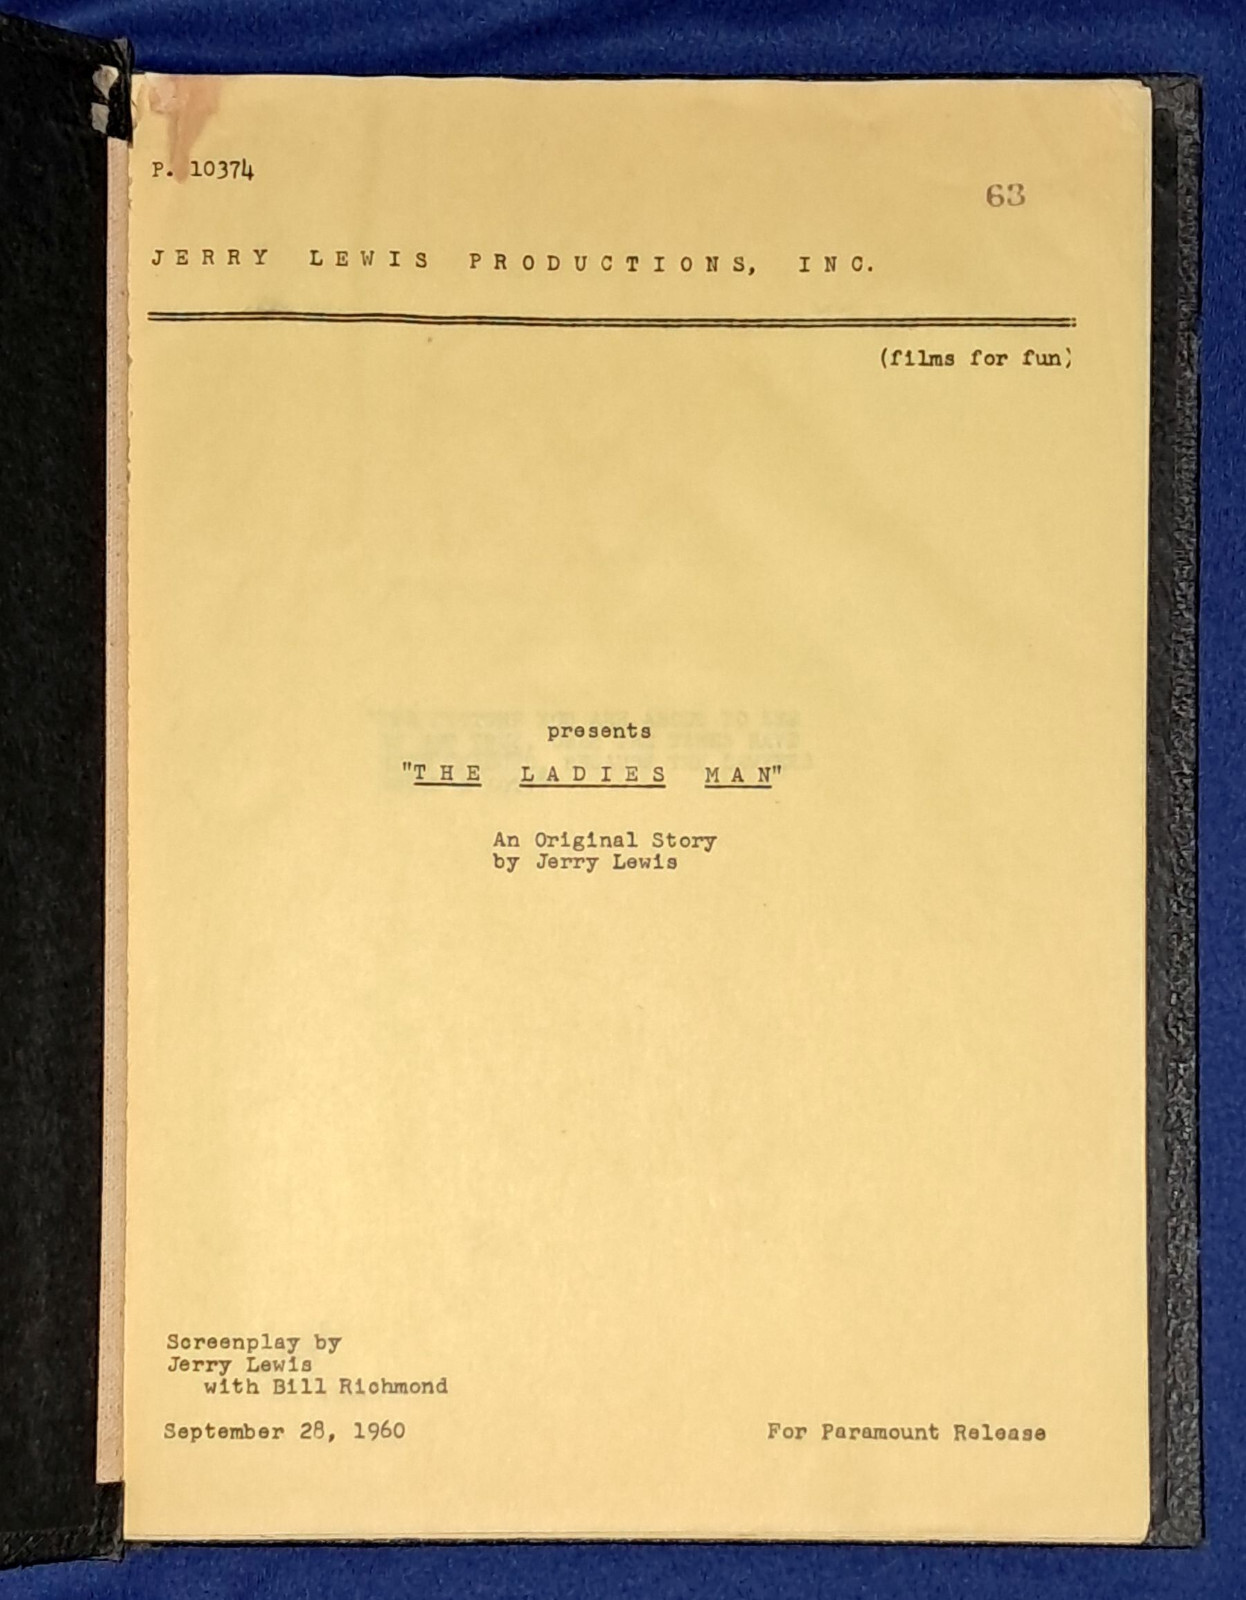 P. 10374
63
JERRY LEWIS PRODUCTIONS, INC.
(films for fun)
presents
"THE LADIES MAN"
An Original Story
by Jerry Lewis
Screenplay by
Jerry Lewis
with Bill Richmond
September 28, 1960
For Paramount Release